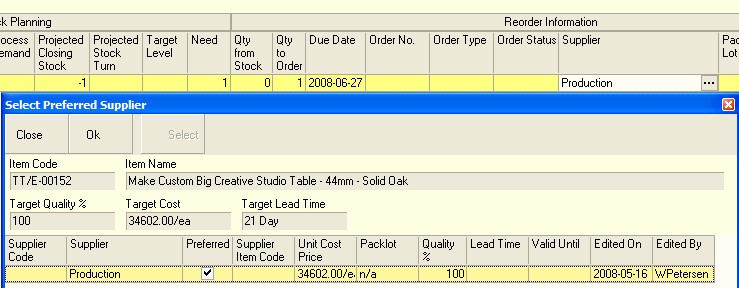 k Planning Reorder Information
ocess emand Projected Closing Stock Projected Stock Turn Target Level Need Qty from Stock Qty to Order Due Date Order No. Order Type Order Status Supplier Pac Lot
-1 1 0 1 2008-06-27 Production ...
Select Preferred Supplier
Close Ok Select
Item Code Item Name
TT/E-00152 Make Custom Big Creative Studio Table - 44mm - Solid Oak
Target Quality % Target Cost Target Lead Time
100 34602.00/ea 21 Day
Supplier Code Supplier Preferred Supplier Item Code Unit Cost Price Packlot Quality % Lead Time Valid Until Edited On Edited By
Production 34602.00/e n/a 100 2008-05-16 WPetersen